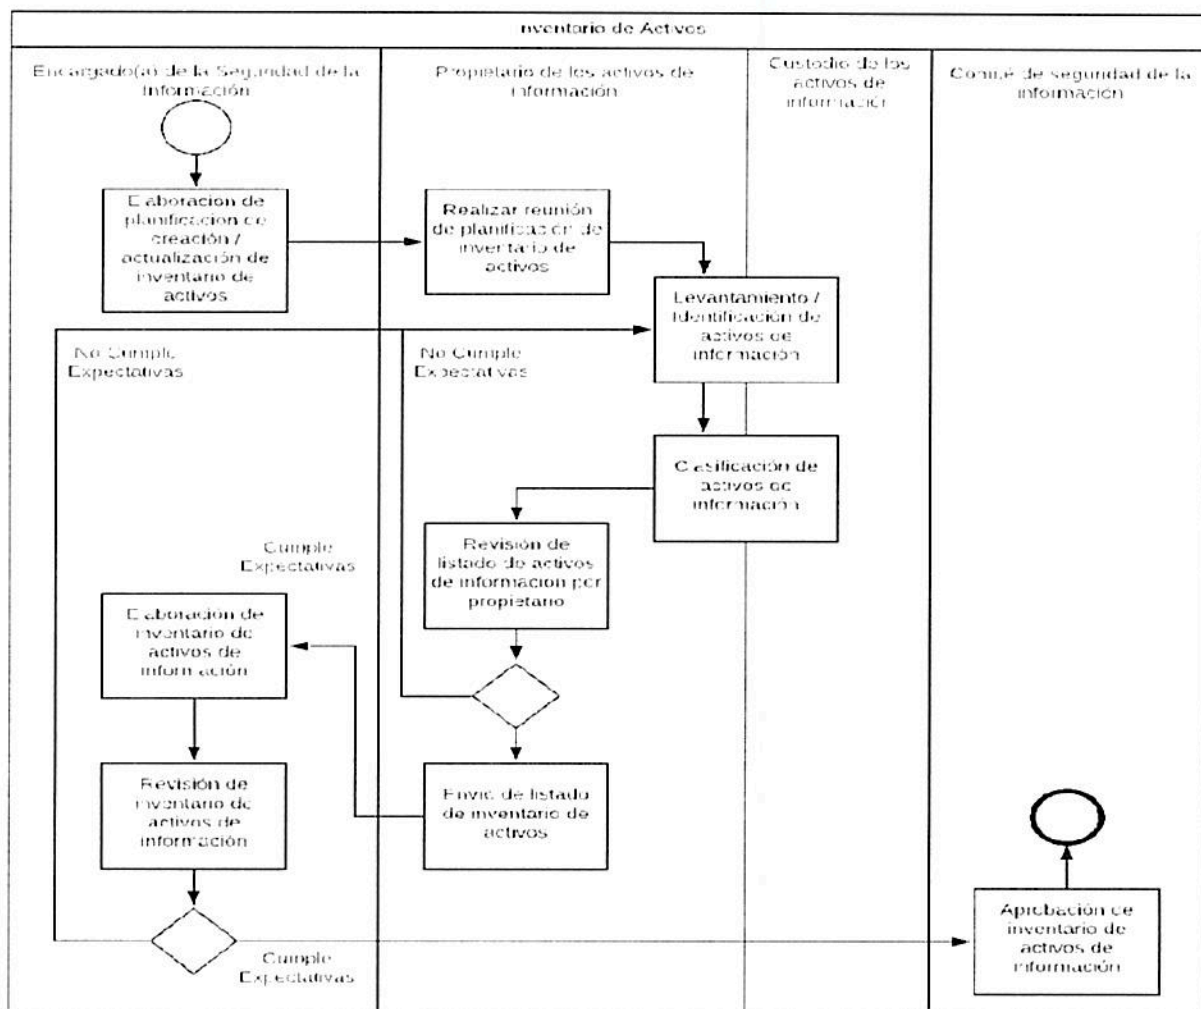 Inventario de Activos
Encargado(a) de la Seguridad de la
Información
Propietario de los activos de
información
Custodio de los
activos de
información
Comité de seguridad de la
información
Elaboración de
planificación de
creación /
actualización de
inventario de
activos
Realizar reunión
de planificación de
inventario de
activos
Levantamiento /
Identificación de
activos de
información
No Cumple
Expectativas
No Cumple
Expectativas
Clasificación de
activos de
información
Revisión de
listado de activos
de información por
propietario
Cumple
Expectativas
Elaboración de
inventario de
activos de
información
Revisión de
inventario de
activos de
información
Envío de listado
de inventario de
activos
Cumple
Expectativas
Aprobación de
inventario de
activos de
información